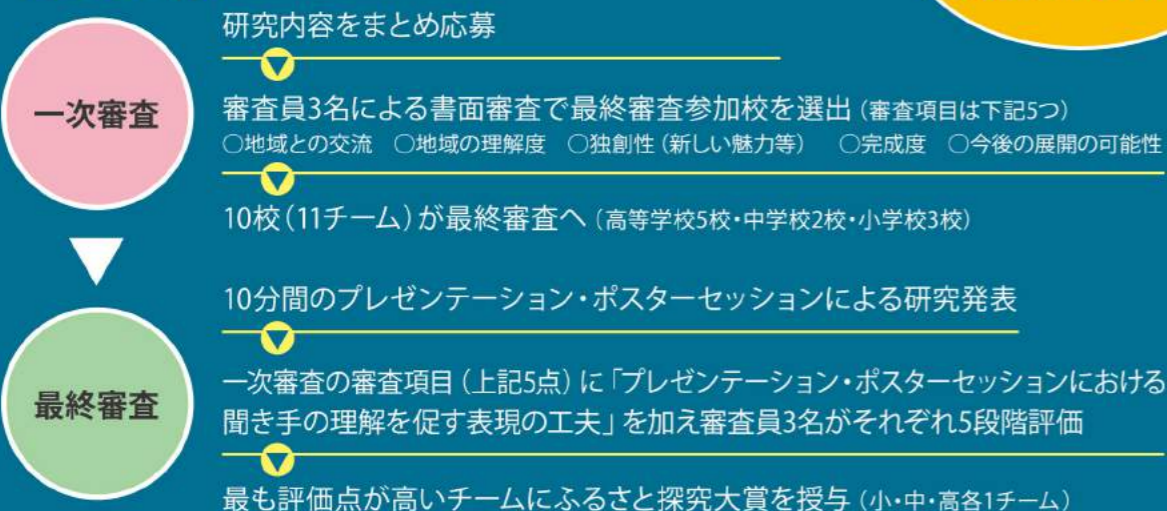 研究内容をまとめ応募
一次審査
審査員3名による書面審査で最終審査参加校を選出（審査項目は下記5つ）
○地域との交流　○地域の理解度　○独創性（新しい魅力等）　○完成度　○今後の展開の可能性
10校（11チーム）が最終審査へ（高等学校5校・中学校2校・小学校3校）
10分間のプレゼンテーション・ポスターセッションによる研究発表
最終審査
一次審査の審査項目（上記5点）に「プレゼンテーション・ポスターセッションにおける
聞き手の理解を促す表現の工夫」を加え審査員3名がそれぞれ5段階評価
最も評価点が高いチームにふるさと探究大賞を授与（小・中・高各1チーム）